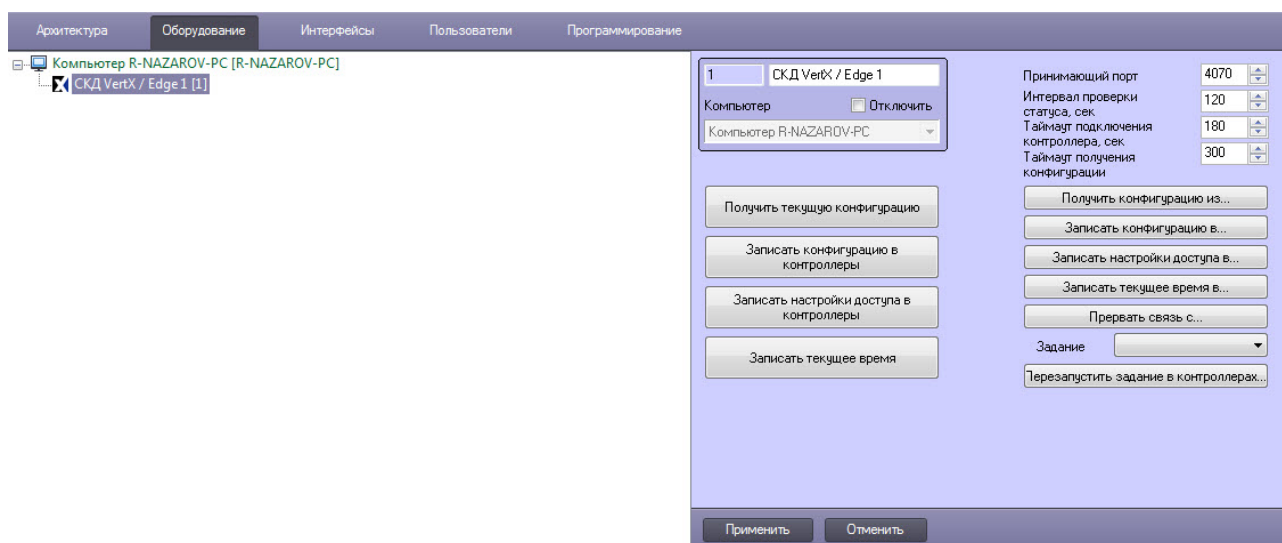 Архитектура Оборудование Интерфейсы Пользователи Программирование
Компьютер R-NAZAROV-PC [R-NAZAROV-PC]
СКД VertX / Edge 1 [1]
1 СКД VertX / Edge 1
Компьютер Отключить
Компьютер R-NAZAROV-PC
Принимающий порт 4070
Интервал проверки
статуса, сек 120
Таймаут подключения
контроллера, сек 180
Таймаут получения
конфигурации 300
Получить текущую конфигурацию
Записать конфигурацию в
контроллеры
Записать настройки доступа в
контроллеры
Записать текущее время
Получить конфигурацию из...
Записать конфигурацию в...
Записать настройки доступа в...
Записать текущее время в...
Прервать связь с...
Задание
Перезапустить задание в контроллерах...
Применить Отменить